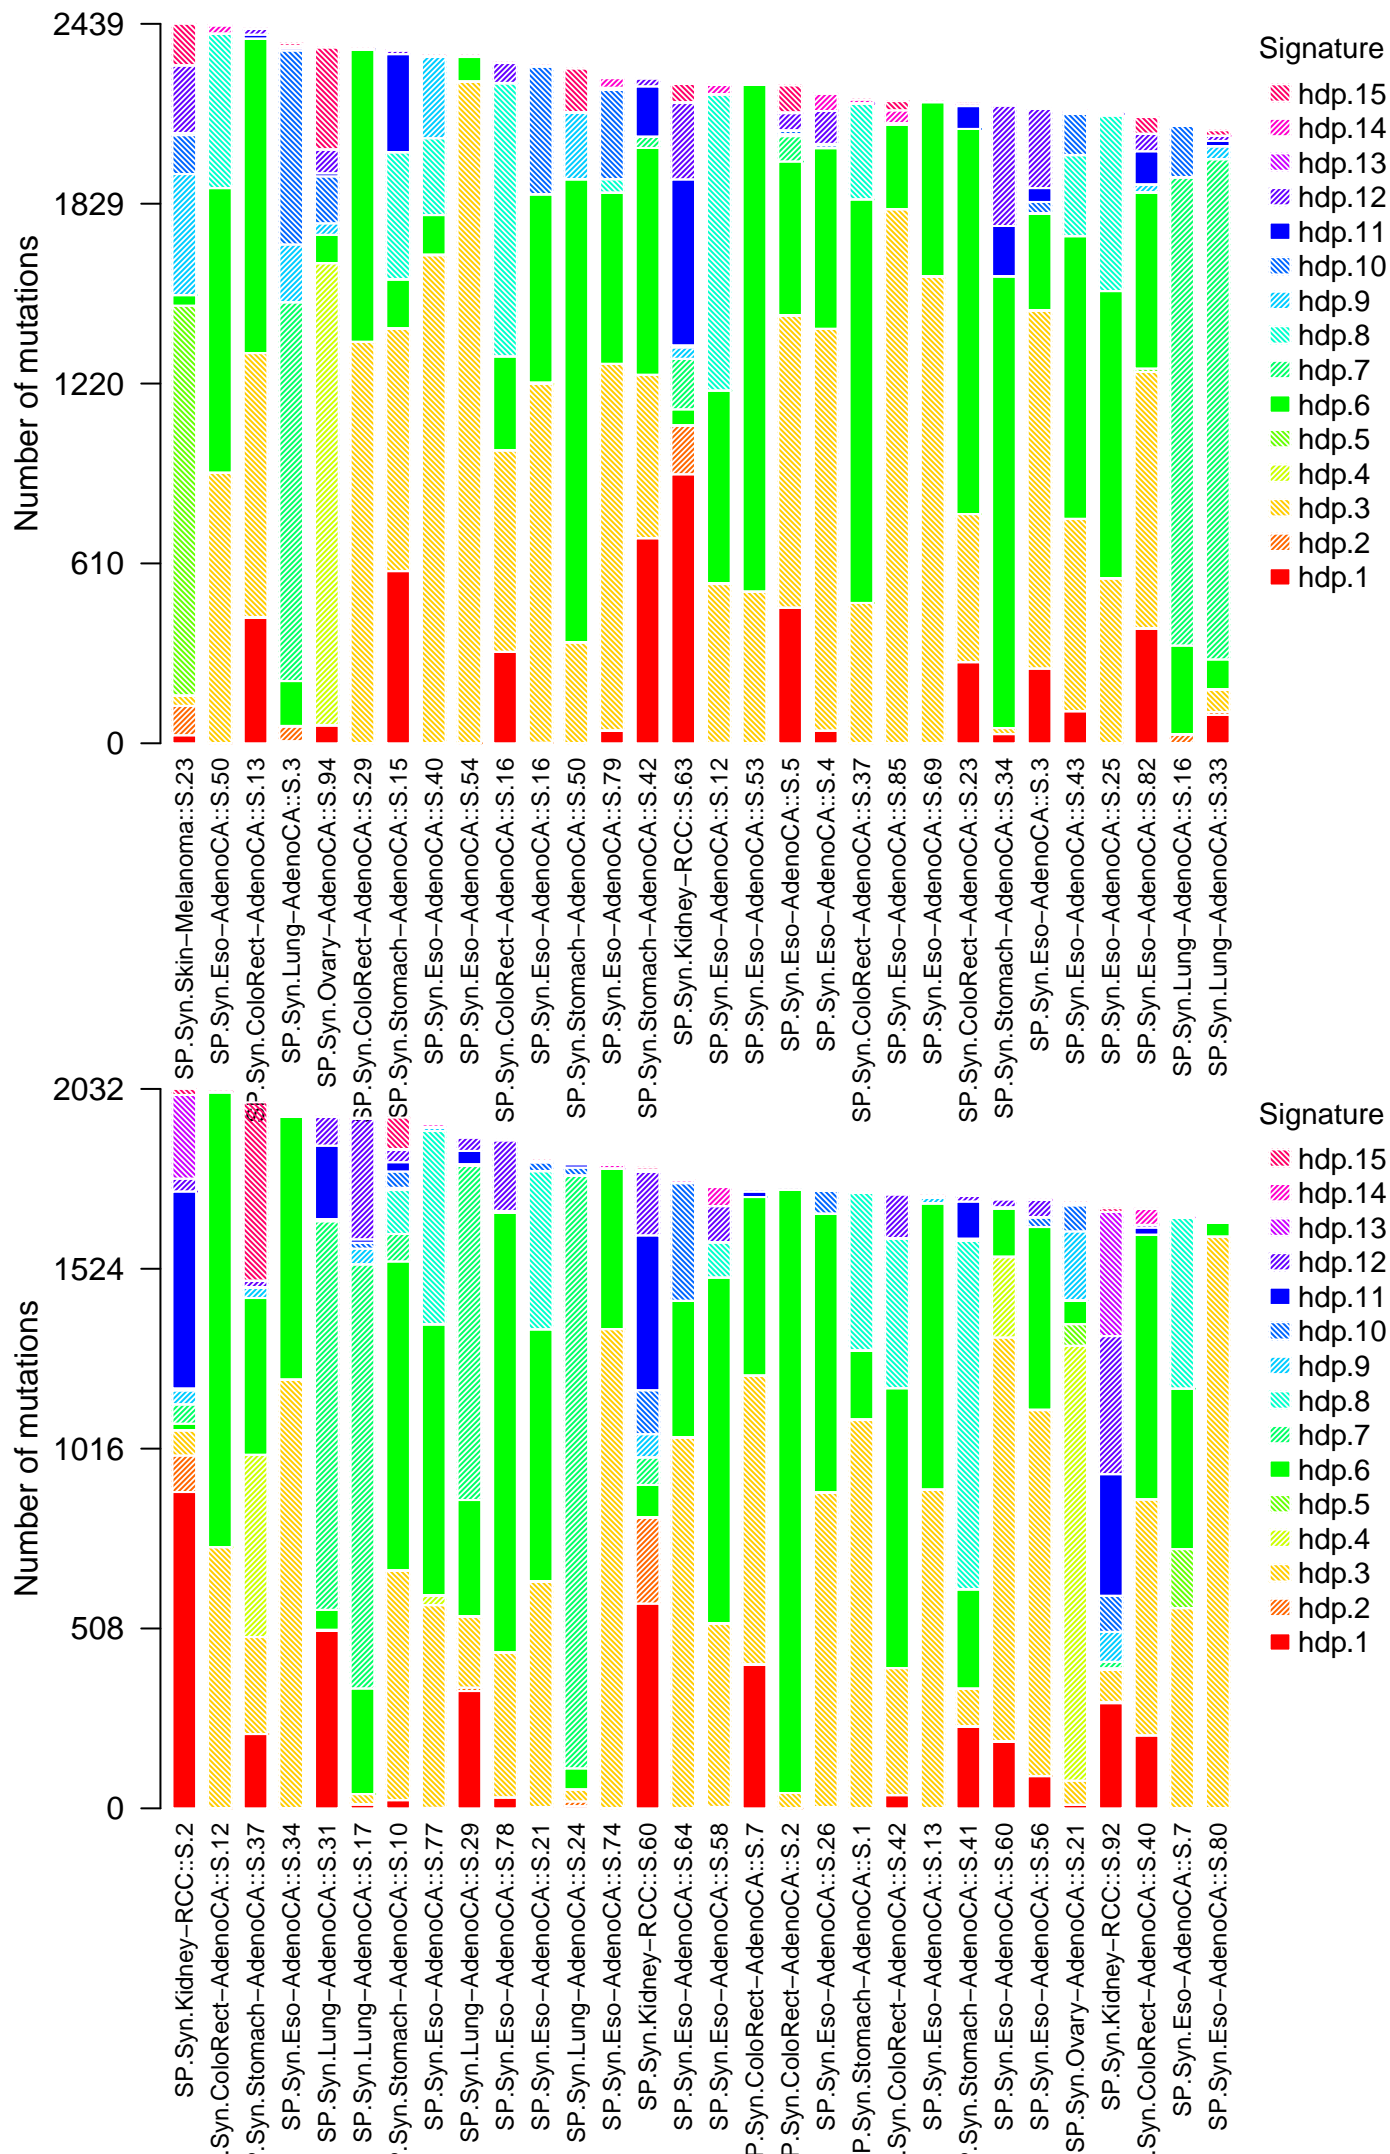 2439
1829
1220
610
0
Number of mutations
Signature
hdp.15
hdp.14
hdp.13
hdp.12
hdp.11
hdp.10
hdp.9
hdp.8
hdp.7
hdp.6
hdp.5
hdp.4
hdp.3
hdp.2
hdp.1
SP.Syn.Skin−Melanoma::S.23
SP.Syn.Eso−AdenoCA::S.50
SP.Syn.ColoRect−AdenoCA::S.13
SP.Syn.Lung−AdenoCA::S.3
SP.Syn.Ovary−AdenoCA::S.94
SP.Syn.ColoRect−AdenoCA::S.29
SP.Syn.Stomach−AdenoCA::S.15
SP.Syn.Eso−AdenoCA::S.40
SP.Syn.Eso−AdenoCA::S.54
SP.Syn.ColoRect−AdenoCA::S.16
SP.Syn.Eso−AdenoCA::S.16
SP.Syn.Stomach−AdenoCA::S.50
SP.Syn.Eso−AdenoCA::S.79
SP.Syn.Stomach−AdenoCA::S.42
SP.Syn.Kidney−RCC::S.63
SP.Syn.Eso−AdenoCA::S.12
SP.Syn.Eso−AdenoCA::S.53
SP.Syn.Eso−AdenoCA::S.5
SP.Syn.Eso−AdenoCA::S.4
SP.Syn.ColoRect−AdenoCA::S.37
SP.Syn.Eso−AdenoCA::S.85
SP.Syn.Eso−AdenoCA::S.69
SP.Syn.ColoRect−AdenoCA::S.23
SP.Syn.Stomach−AdenoCA::S.34
SP.Syn.Eso−AdenoCA::S.3
SP.Syn.Eso−AdenoCA::S.43
SP.Syn.Eso−AdenoCA::S.25
SP.Syn.Eso−AdenoCA::S.82
SP.Syn.Lung−AdenoCA::S.16
SP.Syn.Lung−AdenoCA::S.33
2032
1524
1016
508
0
Number of mutations
Signature
hdp.15
hdp.14
hdp.13
hdp.12
hdp.11
hdp.10
hdp.9
hdp.8
hdp.7
hdp.6
hdp.5
hdp.4
hdp.3
hdp.2
hdp.1
SP.Syn.Kidney−RCC::S.2
.Syn.ColoRect−AdenoCA::S.12
P.Syn.Stomach−AdenoCA::S.37
SP.Syn.Eso−AdenoCA::S.34
SP.Syn.Lung−AdenoCA::S.31
SP.Syn.Lung−AdenoCA::S.17
P.Syn.Stomach−AdenoCA::S.10
SP.Syn.Eso−AdenoCA::S.77
SP.Syn.Lung−AdenoCA::S.29
SP.Syn.Eso−AdenoCA::S.78
SP.Syn.Eso−AdenoCA::S.21
SP.Syn.Lung−AdenoCA::S.24
SP.Syn.Eso−AdenoCA::S.74
SP.Syn.Kidney−RCC::S.60
SP.Syn.Eso−AdenoCA::S.64
SP.Syn.Eso−AdenoCA::S.58
P.Syn.ColoRect−AdenoCA::S.7
P.Syn.ColoRect−AdenoCA::S.2
SP.Syn.Eso−AdenoCA::S.26
SP.Syn.Stomach−AdenoCA::S.1
.Syn.ColoRect−AdenoCA::S.42
SP.Syn.Eso−AdenoCA::S.13
P.Syn.Stomach−AdenoCA::S.41
SP.Syn.Eso−AdenoCA::S.60
SP.Syn.Eso−AdenoCA::S.56
SP.Syn.Ovary−AdenoCA::S.21
SP.Syn.Kidney−RCC::S.92
.Syn.ColoRect−AdenoCA::S.40
SP.Syn.Eso−AdenoCA::S.7
SP.Syn.Eso−AdenoCA::S.80